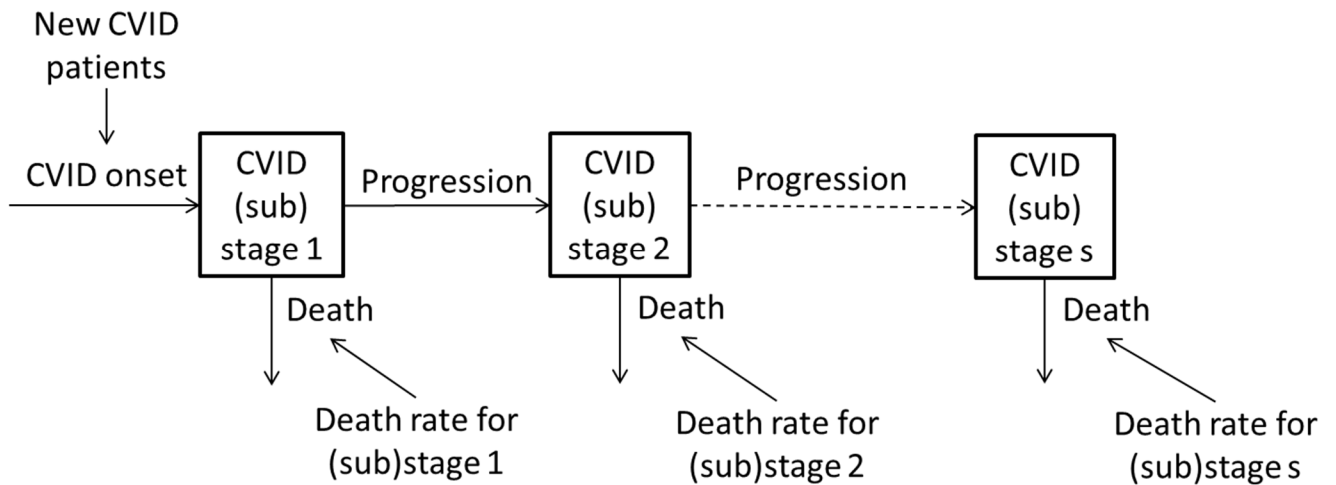 New CVID
patients
CVID onset
CVID
(sub)
stage 1
Progression
CVID
(sub)
stage 2
Progression
CVID
(sub)
stage s
Death
Death
Death
Death rate for
(sub)stage 1
Death rate for
(sub)stage 2
Death rate for
(sub)stage s